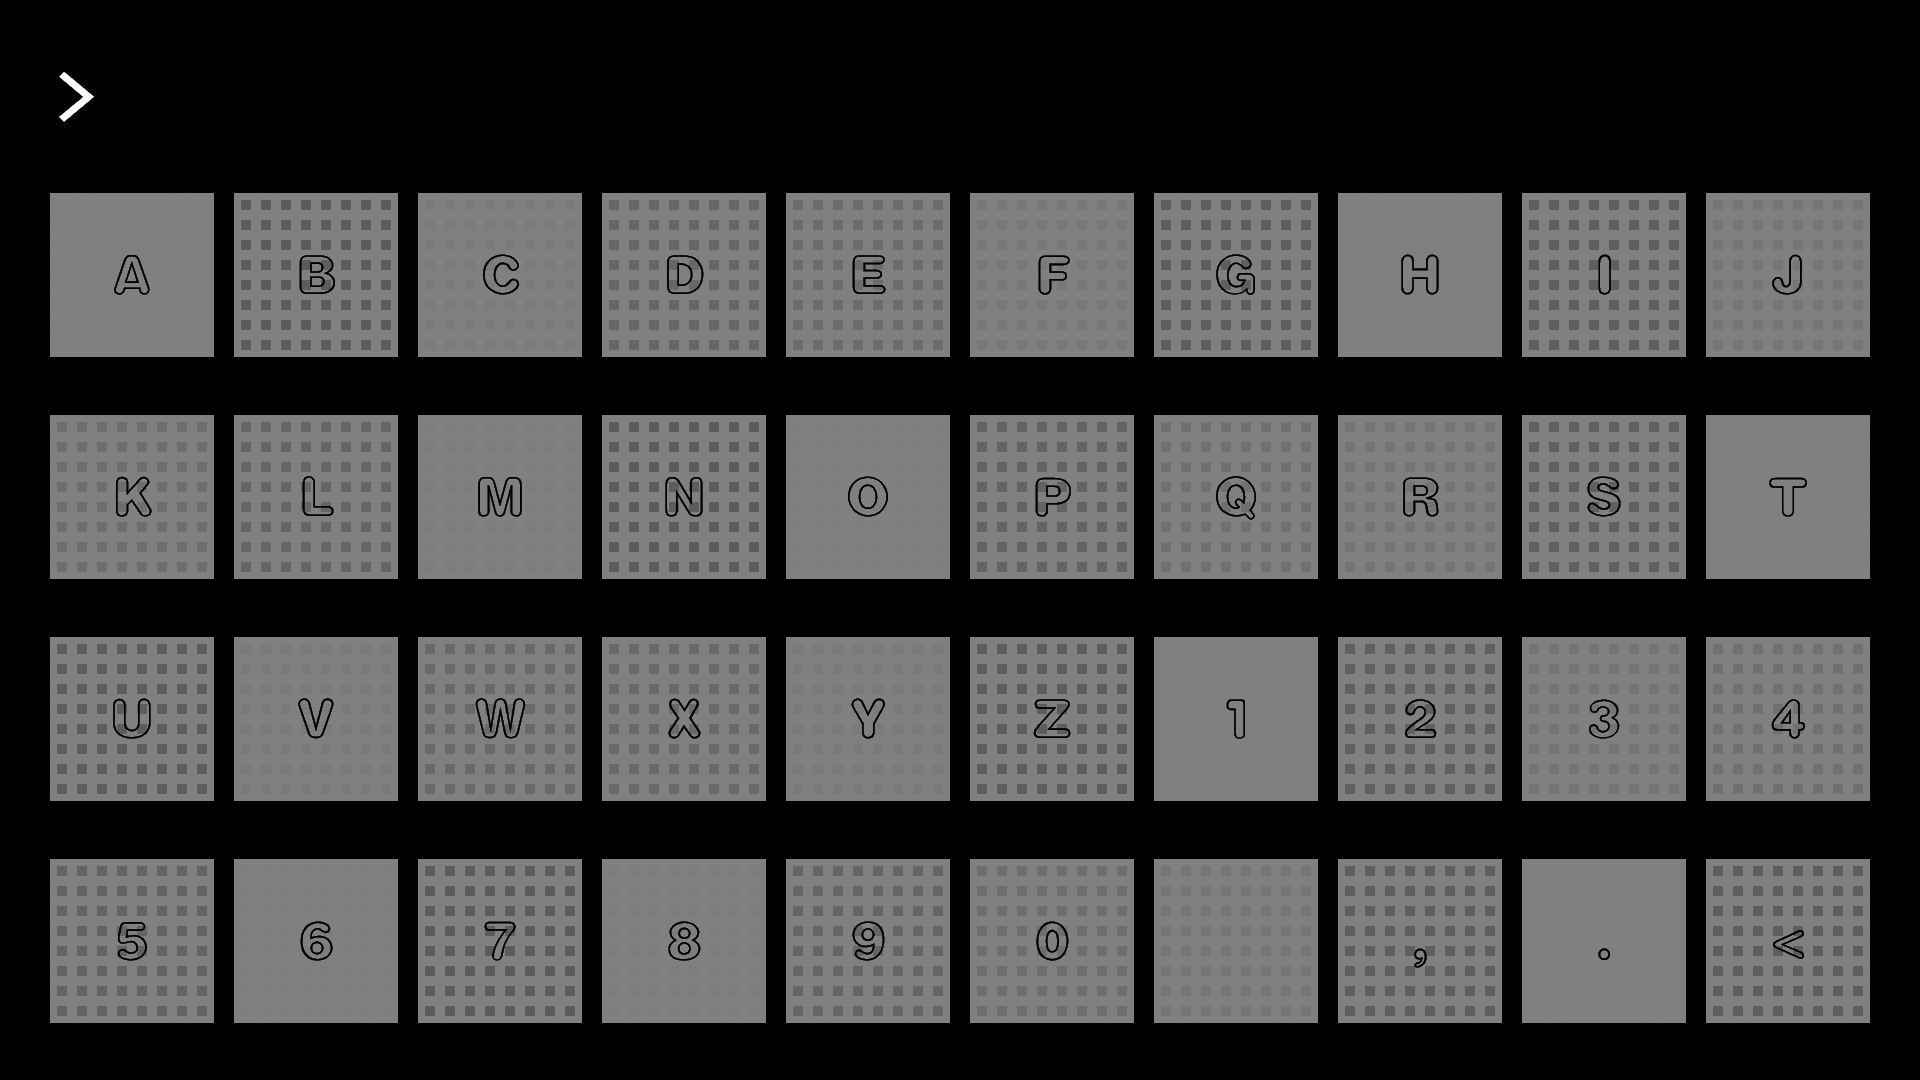 >
A B C D E F G H I J
K L M N O P Q R S T
U V W X Y Z 1 2 3 4
5 6 7 8 9 0 , . <